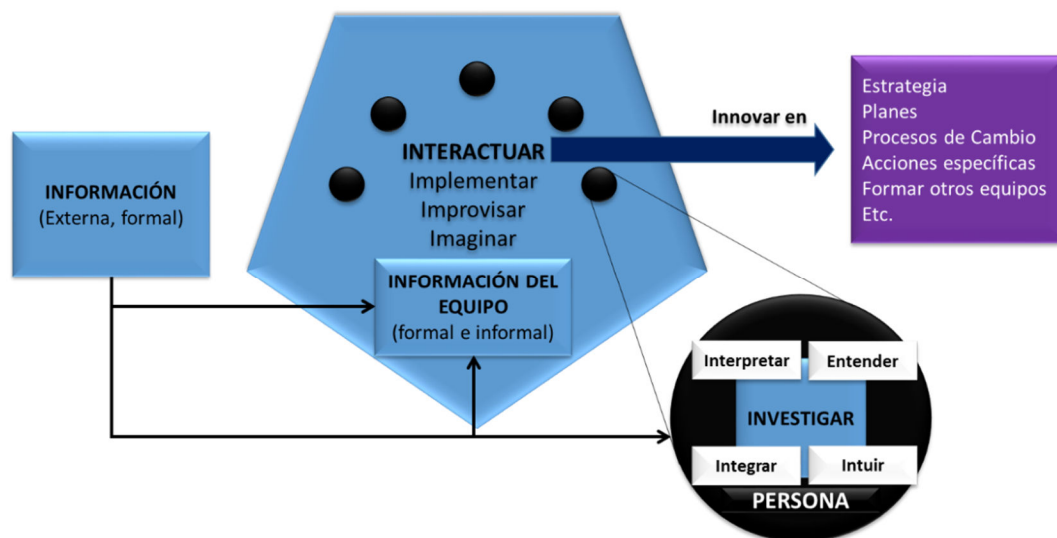 INFORMACIÓN
(Externa, formal)
INTERACTUAR
Implementar
Improvisar
Imaginar
INFORMACIÓN DEL
EQUIPO
(formal e informal)
Innovar en
Estrategia
Planes
Procesos de Cambio
Acciones específicas
Formar otros equipos
Etc.
Interpretar
Entender
INVESTIGAR
Integrar
Intuir
PERSONA